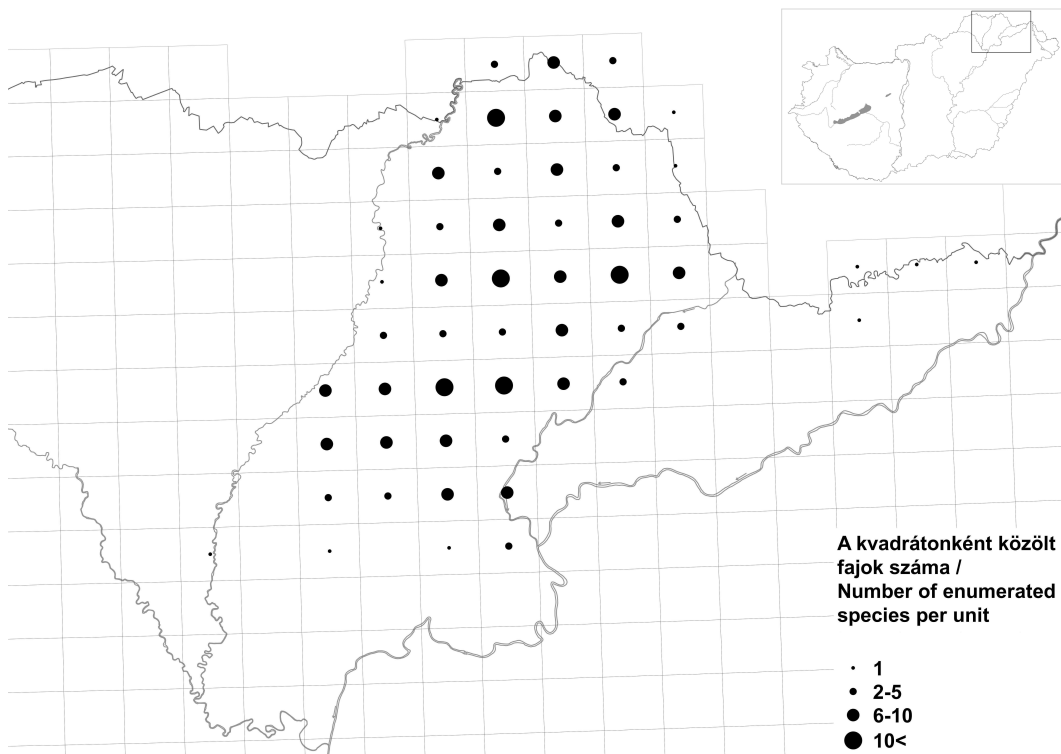 A kvadrátonként közölt
fajok száma /
Number of enumerated
species per unit
1
2-5
6-10
10<